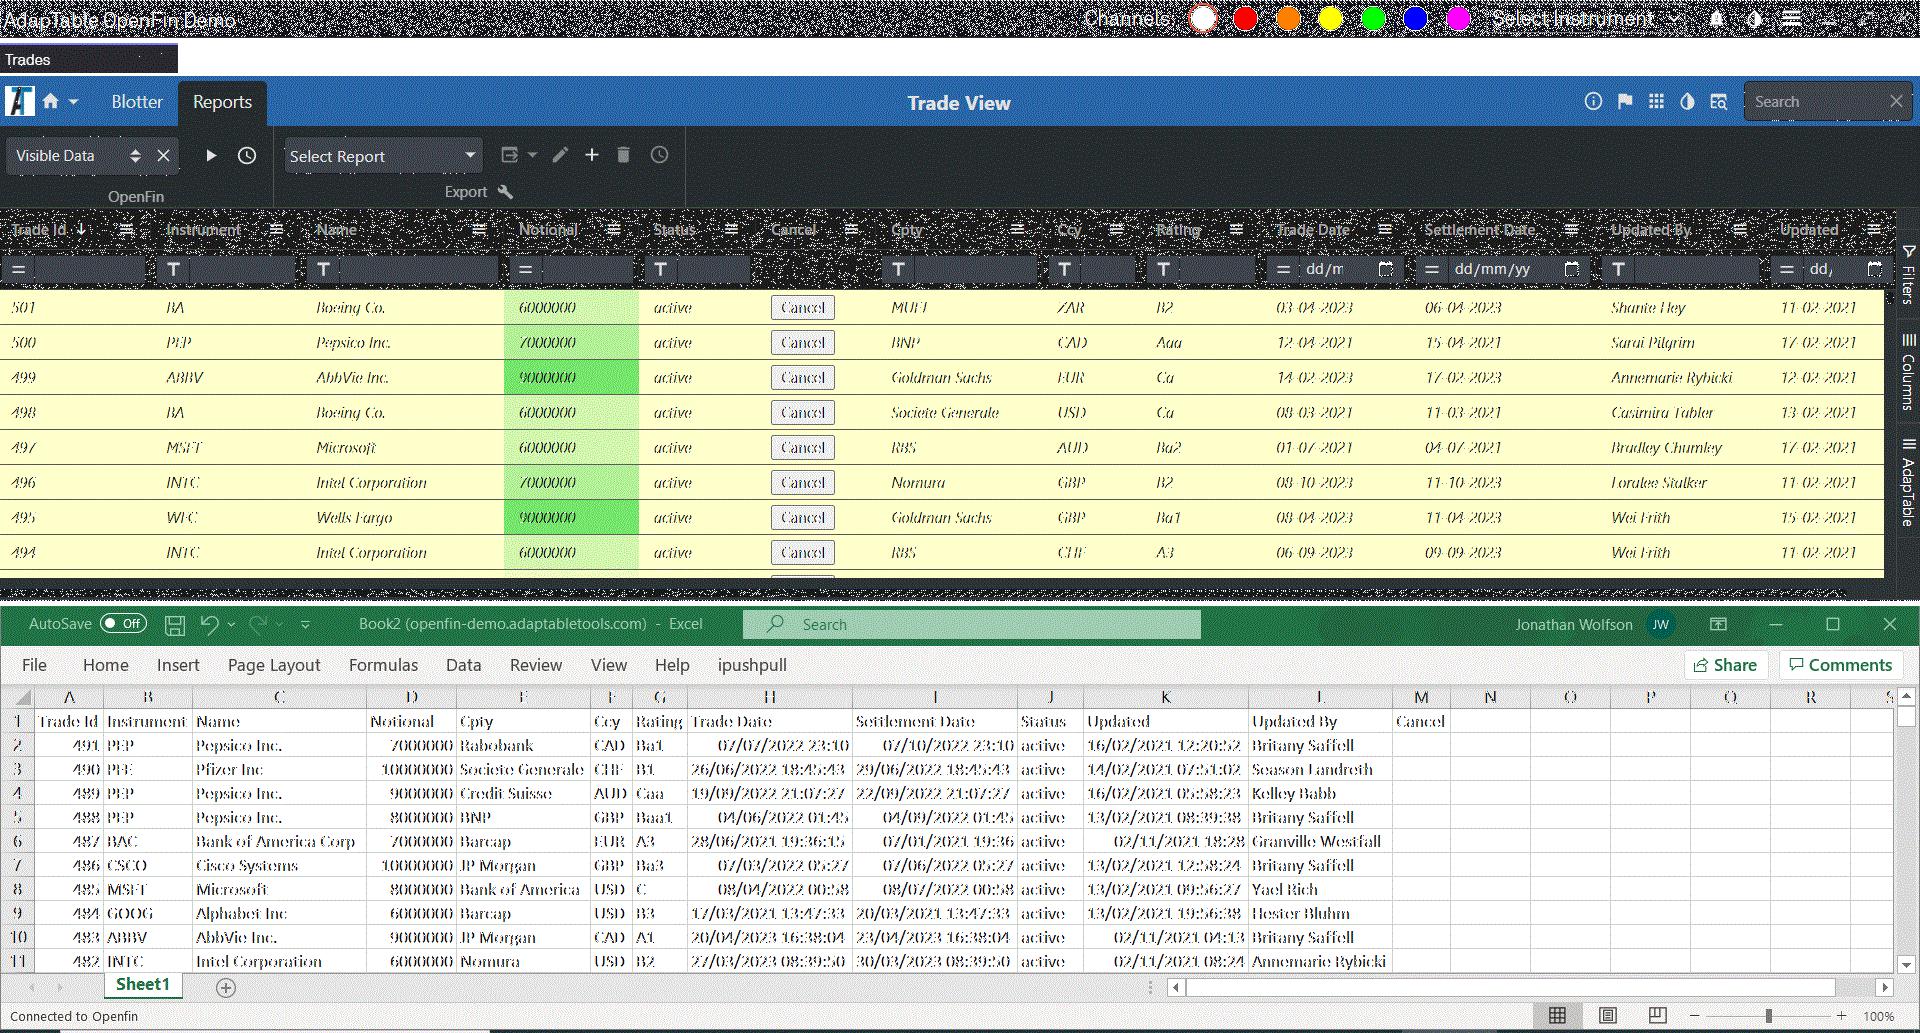 AdapTable OpenFin Demo Channels: Select Instrument
Trades
Blotter Reports Trade View Search
Visible Data Select Report
OpenFin Export
Trade Id Instrument Name Notional Status Cancel Cpty Ccy Rating Trade Date Settlement Date Updated By Updated
= T T = T T T T = dd/m = dd/mm/yy T = dd/
501 BA Boeing Co. 6000000 active Cancel MUFJ ZAR B2 03-04-2023 06-04-2023 Shante Hey 11-02-2021
500 PEP Pepsico Inc. 7000000 active Cancel BNP CAD Aaa 12-04-2021 15-04-2021 Sarai Pilgrim 17-02-2021
499 ABBV AbbVie Inc. 9000000 active Cancel Goldman Sachs EUR Ca 14-02-2023 17-02-2023 Annemarie Rybicki 12-02-2021
498 BA Boeing Co. 6000000 active Cancel Societe Generale USD Ca 08-03-2021 11-03-2021 Casimira Tabler 13-02-2021
497 MSFT Microsoft 6000000 active Cancel RBS AUD Ba2 01-07-2021 04-07-2021 Bradley Chumley 17-02-2021
496 INTC Intel Corporation 7000000 active Cancel Nomura GBP B2 08-10-2023 11-10-2023 Loralee Stalker 11-02-2021
495 WFC Wells Fargo 9000000 active Cancel Goldman Sachs GBP Ba1 08-04-2023 11-04-2023 Wei Frith 15-02-2021
494 INTC Intel Corporation 6000000 active Cancel RBS CHF A3 06-09-2023 09-09-2023 Wei Frith 11-02-2021
Filters
Columns
AdapTable
AutoSave Off Book2 (openfin-demo.adaptabletools.com) - Excel Search Jonathan Wolfson JW
File Home Insert Page Layout Formulas Data Review View Help ipushpull Share Comments
A B C D E F G H I J K L M N O P Q R S
1 Trade Id Instrument Name Notional Cpty Ccy Rating Trade Date Settlement Date Status Updated Updated By Cancel
2 491 PEP Pepsico Inc. 7000000 Rabobank CAD Ba1 07/07/2022 23:10 07/10/2022 23:10 active 16/02/2021 12:20:52 Britany Saffell
3 490 PFE Pfizer Inc 10000000 Societe Generale CHF B1 26/06/2022 18:45:43 29/06/2022 18:45:43 active 14/02/2021 07:51:02 Season Landreth
4 489 PEP Pepsico Inc. 9000000 Credit Suisse AUD Caa 19/09/2022 21:07:27 22/09/2022 21:07:27 active 16/02/2021 05:58:23 Kelley Babb
5 488 PEP Pepsico Inc. 8000000 BNP GBP Baa1 04/06/2022 01:45 04/09/2022 01:45 active 13/02/2021 08:39:38 Britany Saffell
6 487 BAC Bank of America Corp 7000000 Barcap EUR A3 28/06/2021 19:36:15 07/01/2021 19:36 active 02/11/2021 18:28 Granville Westfall
7 486 CSCO Cisco Systems 10000000 JP Morgan GBP Ba3 07/03/2022 05:27 07/06/2022 05:27 active 13/02/2021 12:58:24 Britany Saffell
8 485 MSFT Microsoft 8000000 Bank of America USD C 08/04/2022 00:58 08/07/2022 00:58 active 13/02/2021 09:56:27 Yael Rich
9 484 GOOG Alphabet Inc 6000000 Barcap USD B3 17/03/2021 13:47:33 20/03/2021 13:47:33 active 13/02/2021 19:56:38 Hester Bluhm
10 483 ABBV AbbVie Inc. 9000000 JP Morgan CAD A1 20/04/2023 16:38:04 23/04/2023 16:38:04 active 02/11/2021 04:13 Britany Saffell
11 482 INTC Intel Corporation 6000000 Nomura USD B2 27/03/2023 08:39:50 30/03/2023 08:39:50 active 02/11/2021 08:24 Annemarie Rybicki
Sheet1
Connected to Openfin 100%